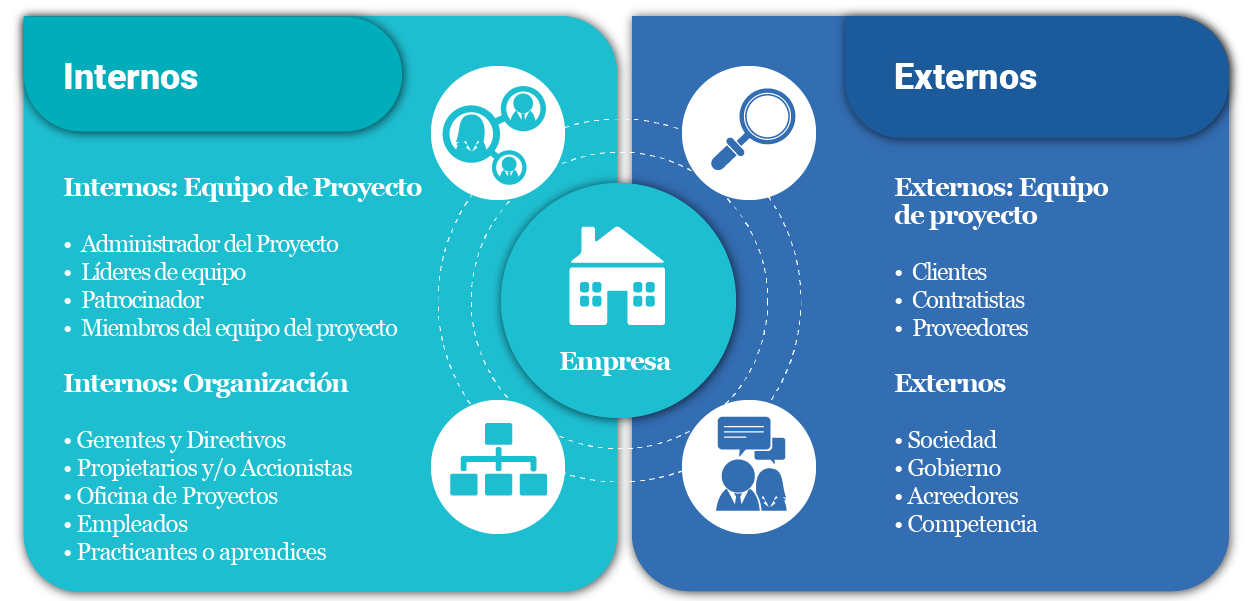 Internos
Internos: Equipo de Proyecto
• Administrador del Proyecto
• Líderes de equipo
• Patrocinador
• Miembros del equipo del proyecto
Internos: Organización
• Gerentes y Directivos
• Propietarios y/o Accionistas
• Oficina de Proyectos
• Empleados
• Practicantes o aprendices
Empresa
Externos
Externos: Equipo
de proyecto
• Clientes
• Contratistas
• Proveedores
Externos
• Sociedad
• Gobierno
• Acreedores
• Competencia